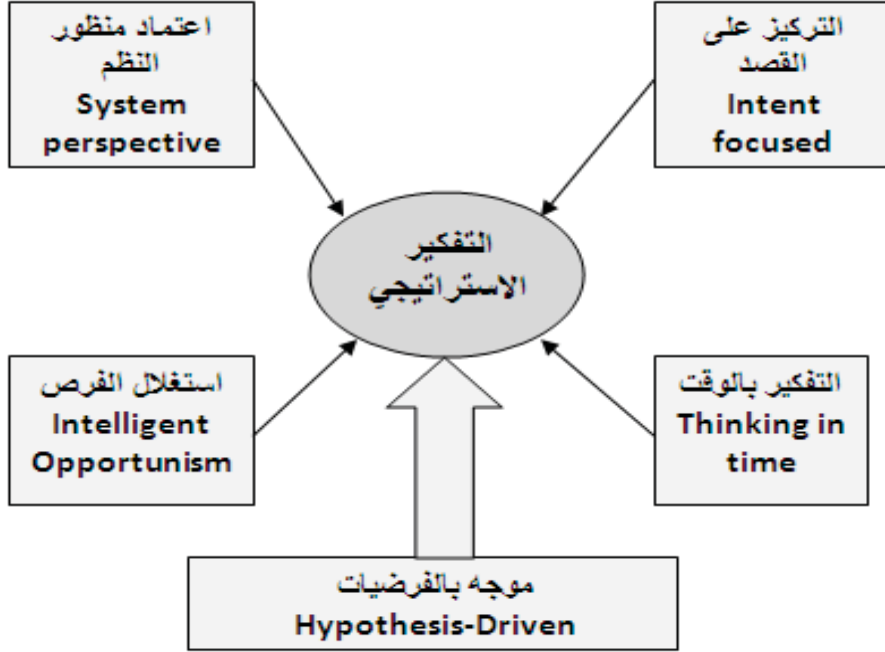 اعتماد منظور
النظم
System
perspective
التركيز على
القصد
Intent
focused
التفكير
الاستراتيجي
استغلال الفرص
Intelligent
Opportunism
التفكير بالوقت
Thinking in
time
موجه بالفرضيات
Hypothesis-Driven